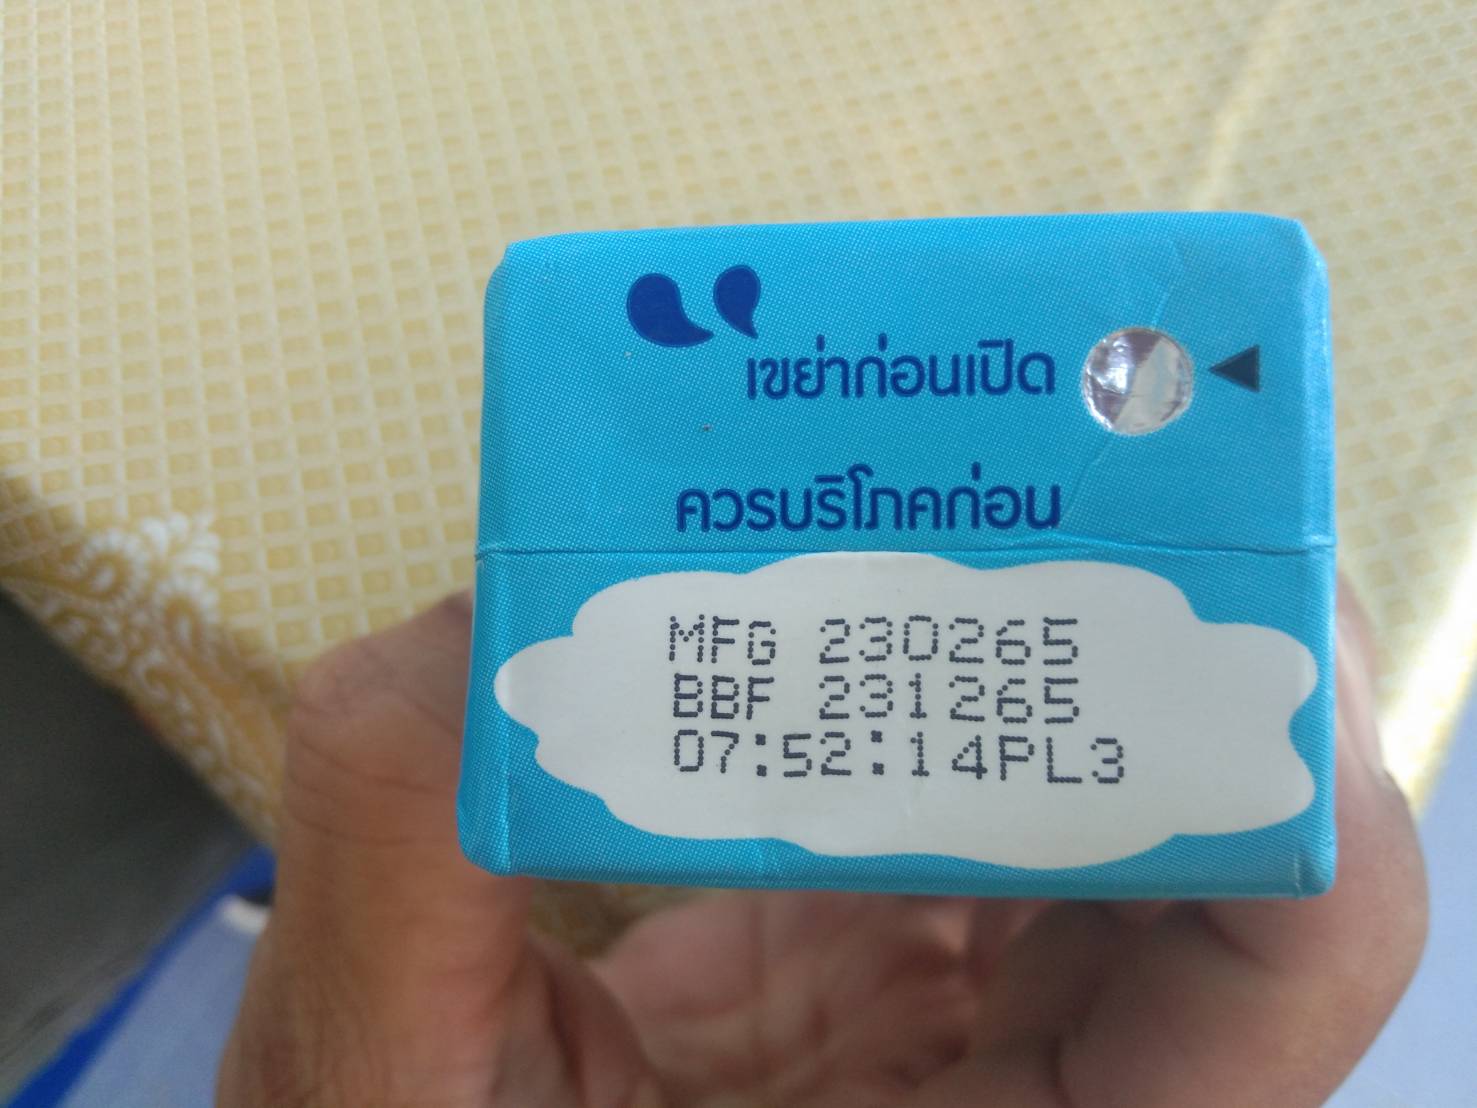 เขย่าก่อนเปิด
ควรบริโภคก่อน
MFG 230265
BBF 231265
07:52:14PL3